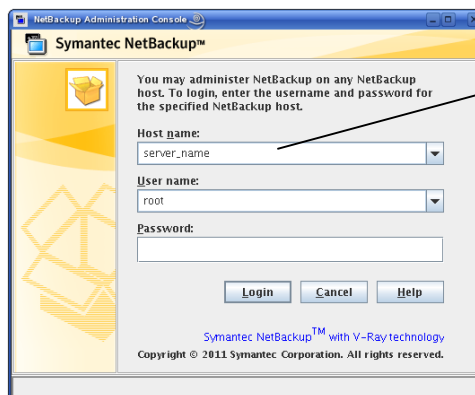 NetBackup Administration Console
Symantec NetBackup™
You may administer NetBackup on any NetBackup
host. To login, enter the username and password for
the specified NetBackup host.
Host name:
server_name
User name:
root
Password:
Login Cancel Help
Symantec NetBackup™ with V-Ray technology
Copyright © 2011 Symantec Corporation. All rights reserved.